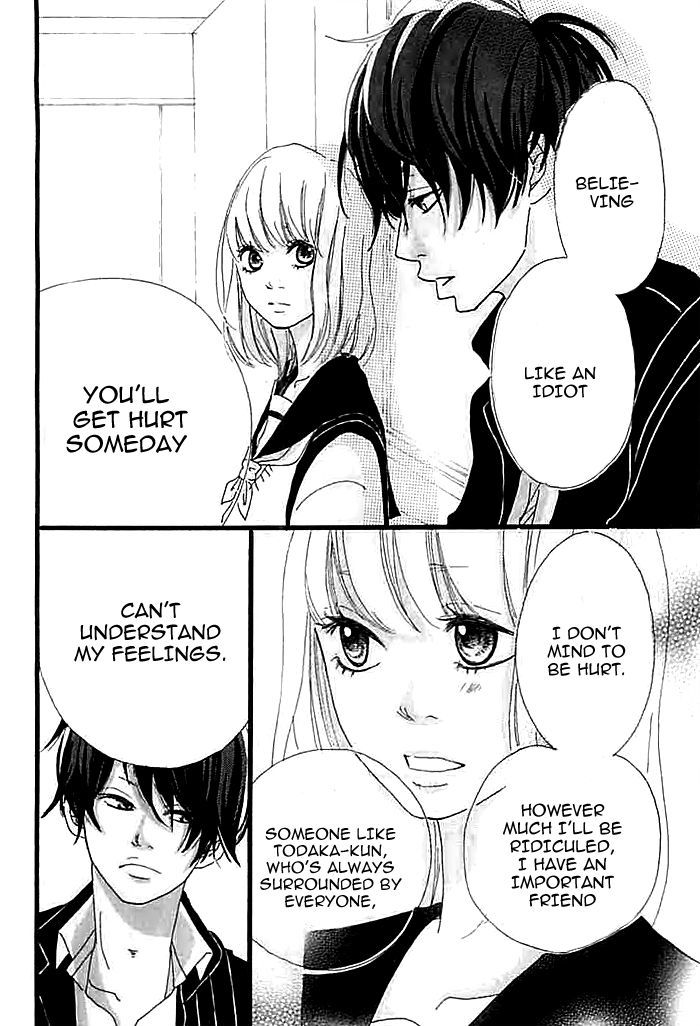 BELIE-
VING
LIKE AN
IDIOT
YOU'LL
GET HURT
SOMEDAY
I DON'T
MIND TO
BE HURT.
HOWEVER
MUCH I'LL BE
RIDICULED,
I HAVE AN
IMPORTANT
FRIEND
SOMEONE LIKE
TODAKA-KUN,
WHO'S ALWAYS
SURROUNDED BY
EVERYONE,
CAN'T
UNDERSTAND
MY FEELINGS.